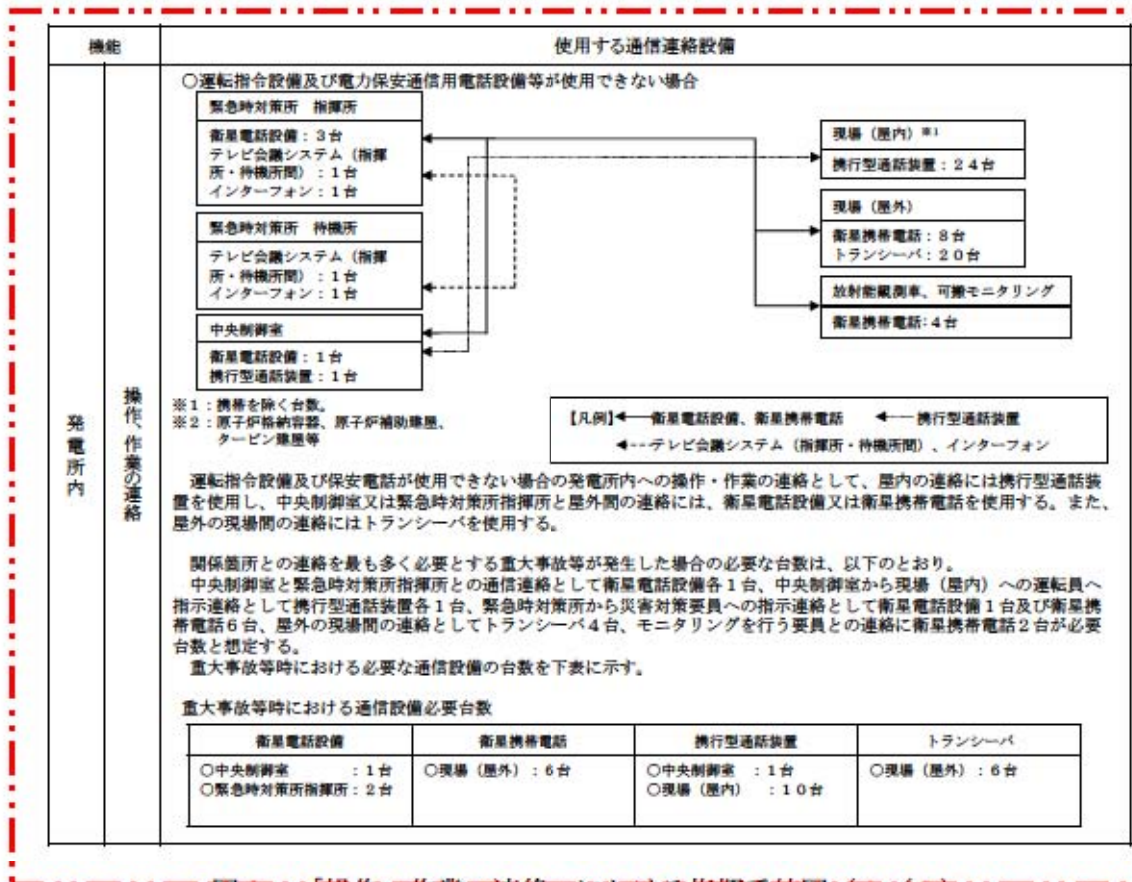 機能
使用する通信連絡設備
発電所内
操作、作業の連絡
○運転指令設備及び電力保安通信用電話設備等が使用できない場合
緊急時対策所 指揮所
衛星電話設備：３台
テレビ会議システム（指揮
所・待機所間）：１台
インターフォン：１台
緊急時対策所 待機所
テレビ会議システム（指揮
所・待機所間）：１台
インターフォン：１台
中央制御室
衛星電話設備：１台
携行型通話装置：１台
現場（屋内）※1
携行型通話装置：２４台
現場（屋外）
衛星携帯電話：８台
トランシーバ：２０台
放射能観測車、可搬モニタリング
衛星携帯電話：４台
※１：携帯を除く台数。
※２：原子炉格納容器、原子炉補助建屋、
タービン建屋等
【凡例】 衛星電話設備、衛星携帯電話 携行型通話装置
テレビ会議システム（指揮所・待機所間）、インターフォン
運転指令設備及び保安電話が使用できない場合の発電所内への操作・作業の連絡として、屋内の連絡には携行型通話装
置を使用し、中央制御室又は緊急時対策所指揮所と屋外間の連絡には、衛星電話設備又は衛星携帯電話を使用する。また、
屋外の現場間の連絡にはトランシーバを使用する。
関係箇所との連絡を最も多く必要とする重大事故等が発生した場合の必要な台数は、以下のとおり。
中央制御室と緊急時対策所指揮所との通信連絡として衛星電話設備各１台、中央制御室から現場（屋内）への運転員へ
指示連絡として携行型通話装置各１台、緊急時対策所から災害対策要員への指示連絡として衛星電話設備１台及び衛星携
帯電話６台、屋外の現場間の連絡としてトランシーバ４台、モニタリングを行う要員との連絡に衛星携帯電話２台が必要
台数と想定する。
重大事故等時における必要な通信設備の台数を下表に示す。
重大事故等時における通信設備必要台数
衛星電話設備 衛星携帯電話 携行型通話装置 トランシーバ
○中央制御室 ：１台 ○現場（屋外）：６台 ○中央制御室 ：１台 ○現場（屋外）：６台
○緊急時対策所指揮所：２台 ○現場（屋内） ：１０台